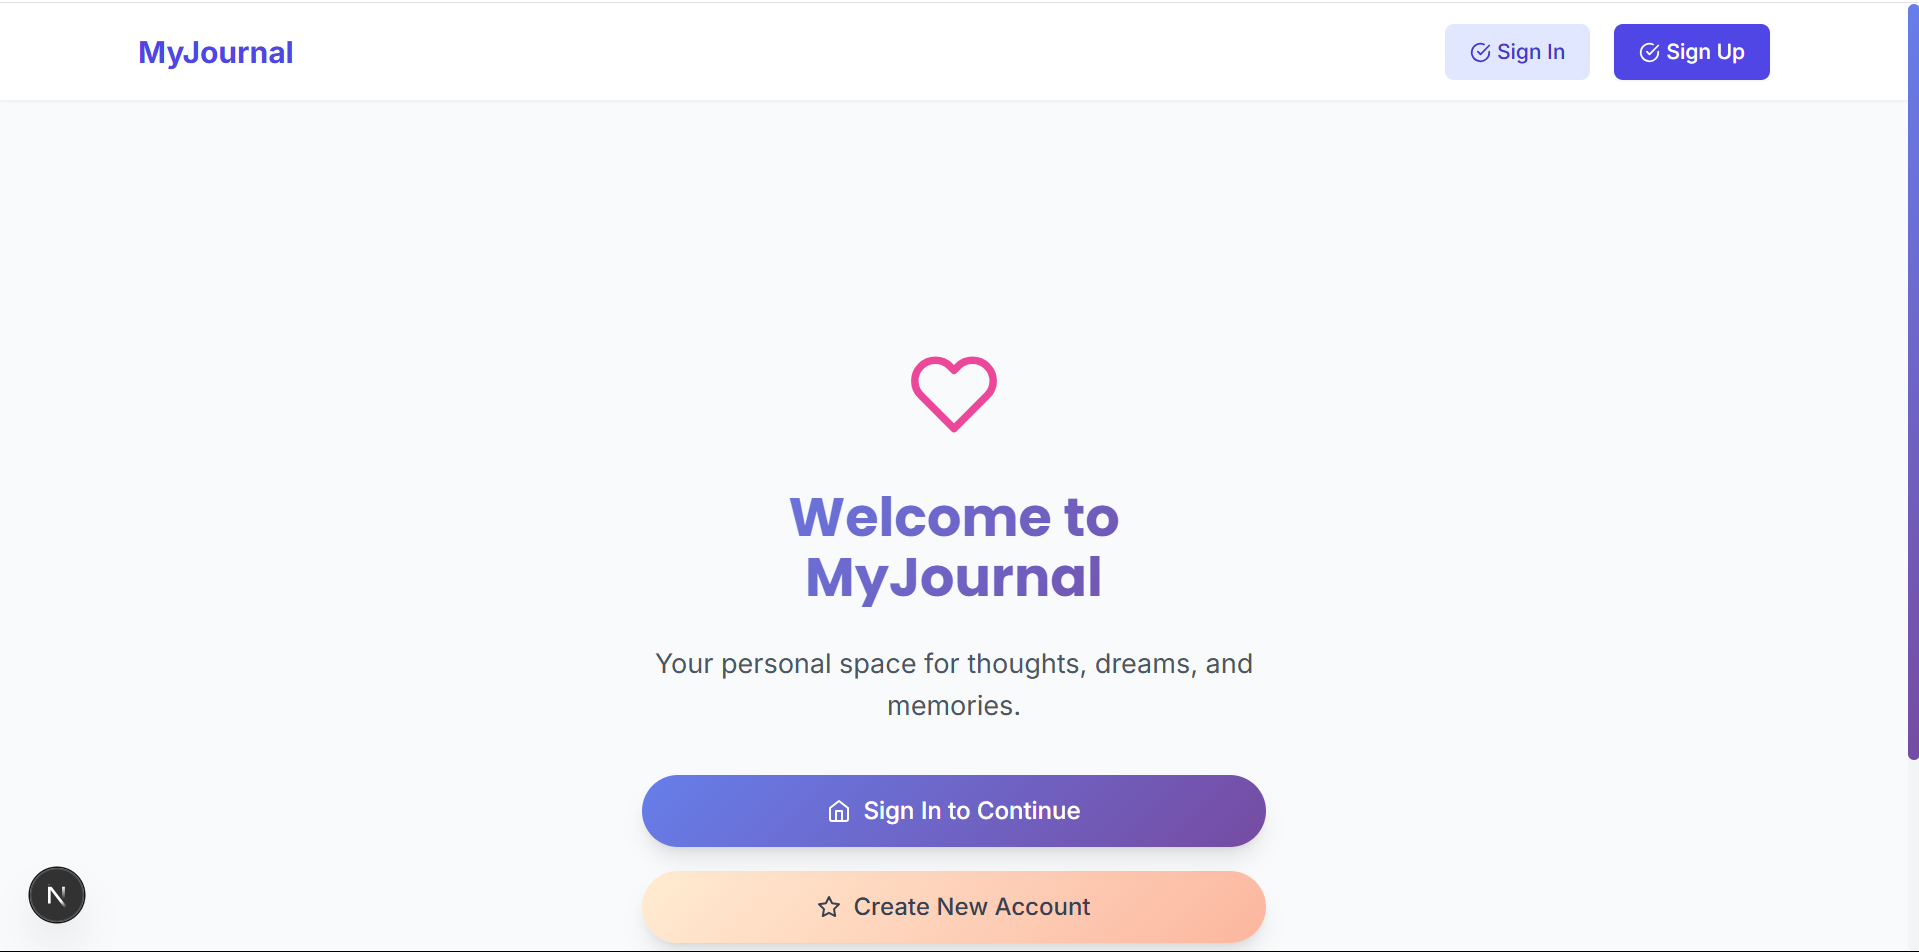 MyJournal
Sign In
Sign Up
Welcome to
MyJournal
Your personal space for thoughts, dreams, and
memories.
Sign In to Continue
Create New Account
N